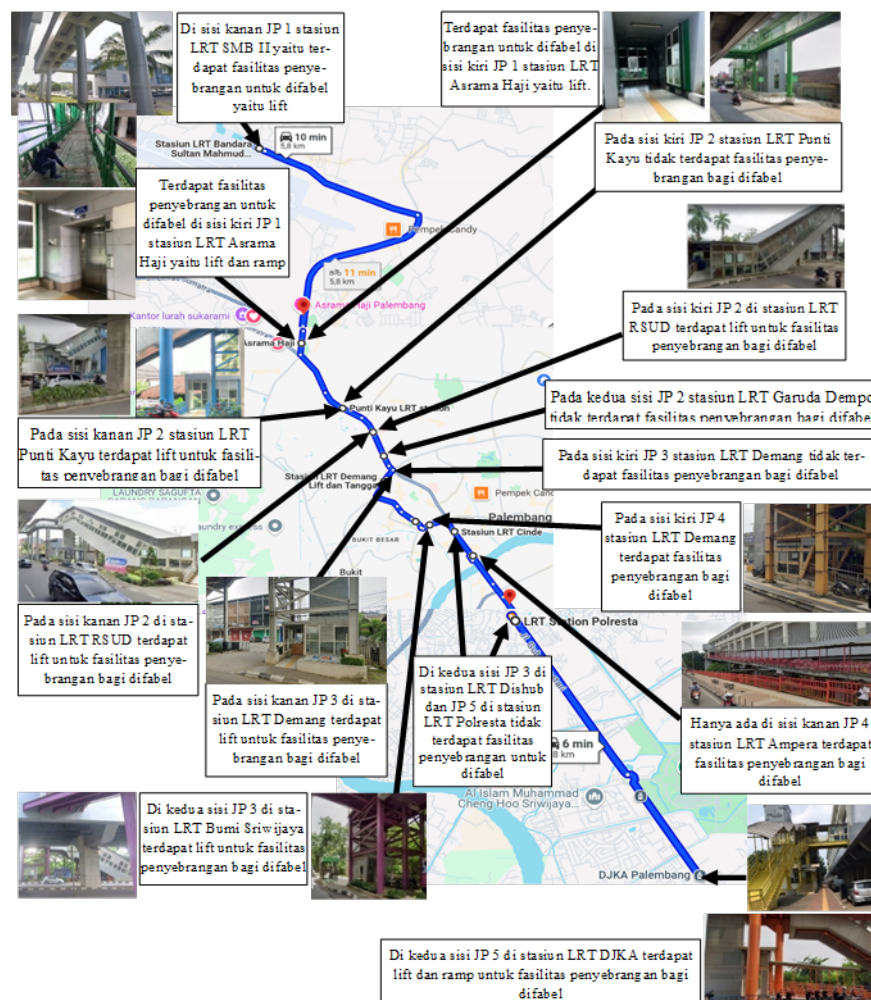 Di sisi kanan JP 1 stasiun
LRT SMB II yaitu ter-
dapat fasilitas penye-
brangan untuk difabel
yaitu lift
Terdapat fasilitas penye-
brangan untuk difabel di
sisi kiri JP 1 stasiun LRT
Asrama Haji yaitu lift.
Pada sisi kiri JP 2 stasiun LRT Punti
Kayu tidak terdapat fasilitas penye-
brangan bagi difabel
10 min
5,8 km
Stasiun LRT Bandara
Sultan Mahmud...
Terdapat fasilitas
penyebrangan untuk
difabel di sisi kiri JP 1
stasiun LRT Asrama
Haji yaitu lift dan ramp
Pempek Candy
11 min
5,8 km
Asrama Haji Palembang
Kantor lurah sukarami
Asrama Haji
Pada sisi kiri JP 2 di stasiun LRT
RSUD terdapat lift untuk fasilitas
penyebrangan bagi difabel
Punti Kayu LRT station
Pada kedua sisi JP 2 stasiun LRT Garuda Dempo
tidak terdapat fasilitas penyebrangan bagi difabel
Pada sisi kanan JP 2 stasiun LRT
Punti Kayu terdapat lift untuk fasili-
tas penyebrangan bagi difabel
Pada sisi kiri JP 3 stasiun LRT Demang tidak ter-
dapat fasilitas penyebrangan bagi difabel
Stasiun LRT Demang
Lift dan Tangga
LAUNDRY SAGUFTA
Pempek Canc
laundry express
Palembang
Stasiun LRT Cinde
BUKIT BESAR
Bukit
Pada sisi kiri JP 4
stasiun LRT Demang
terdapat fasilitas
penyebrangan bagi
difabel
Pada sisi kanan JP 2 di sta-
siun LRT RSUD terdapat
lift untuk fasilitas penye-
brangan bagi difabel
LRT Station Polresta
Pada sisi kanan JP 3 di sta-
siun LRT Demang terdapat
lift untuk fasilitas penye-
brangan bagi difabel
Di kedua sisi JP 3 di
stasiun LRT Dishub
dan JP 5 di stasiun
LRT Polresta tidak
terdapat fasilitas
penyebrangan untuk
difabel
Hanya ada di sisi kanan JP 4
stasiun LRT Ampera terdapat
fasilitas penyebrangan bagi
difabel
6 min
8 km
Al Islam Muhammad
Cheng Hoo Sriwijaya...
Di kedua sisi JP 3 di sta-
siun LRT Bumi Sriwijaya
terdapat lift untuk fasilitas
penyebrangan bagi difabel
DJKA Palembang
Di kedua sisi JP 5 di stasiun LRT DJKA terdapat
lift dan ramp untuk fasilitas penyebrangan bagi
difabel